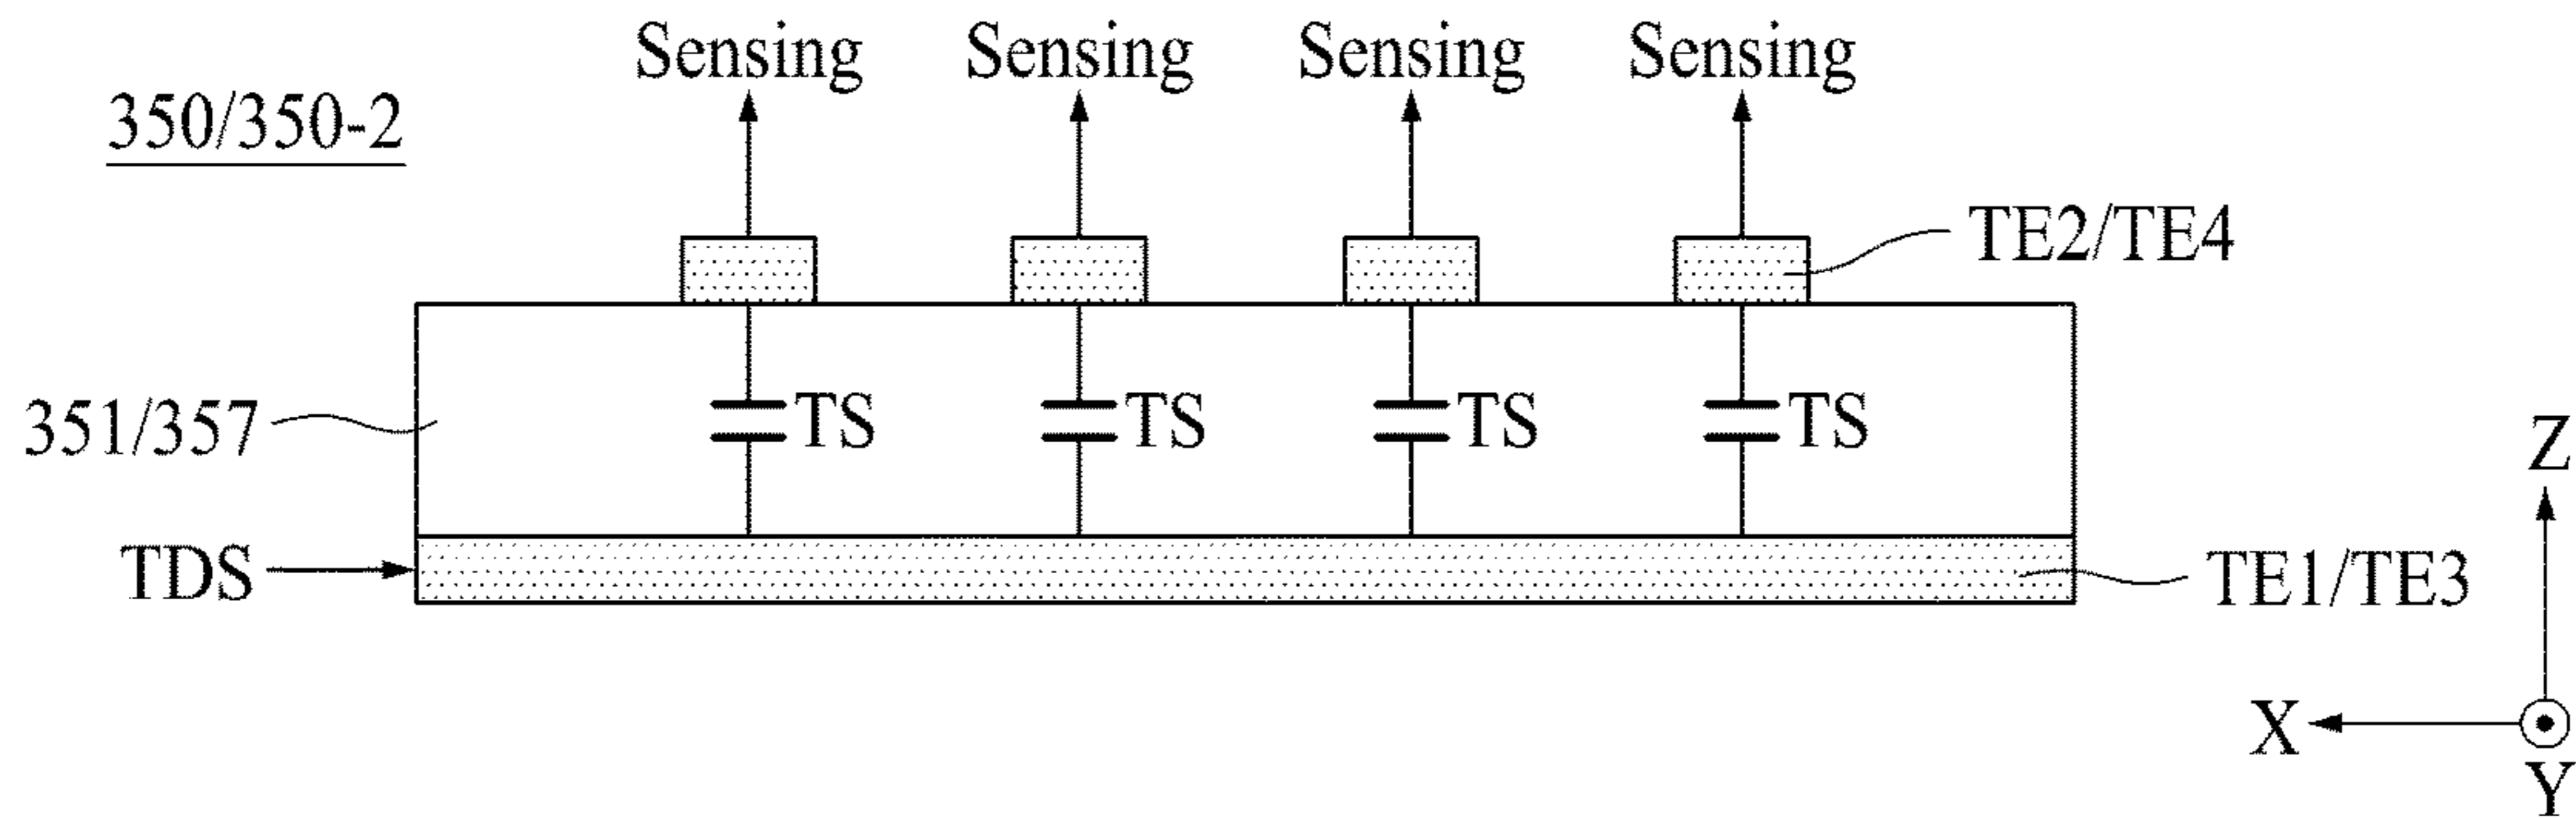 Sensing Sensing Sensing Sensing
350/350-2
TE2/TE4
351/357 TS TS TS TS
Z
TDS
TE1/TE3
X
Y